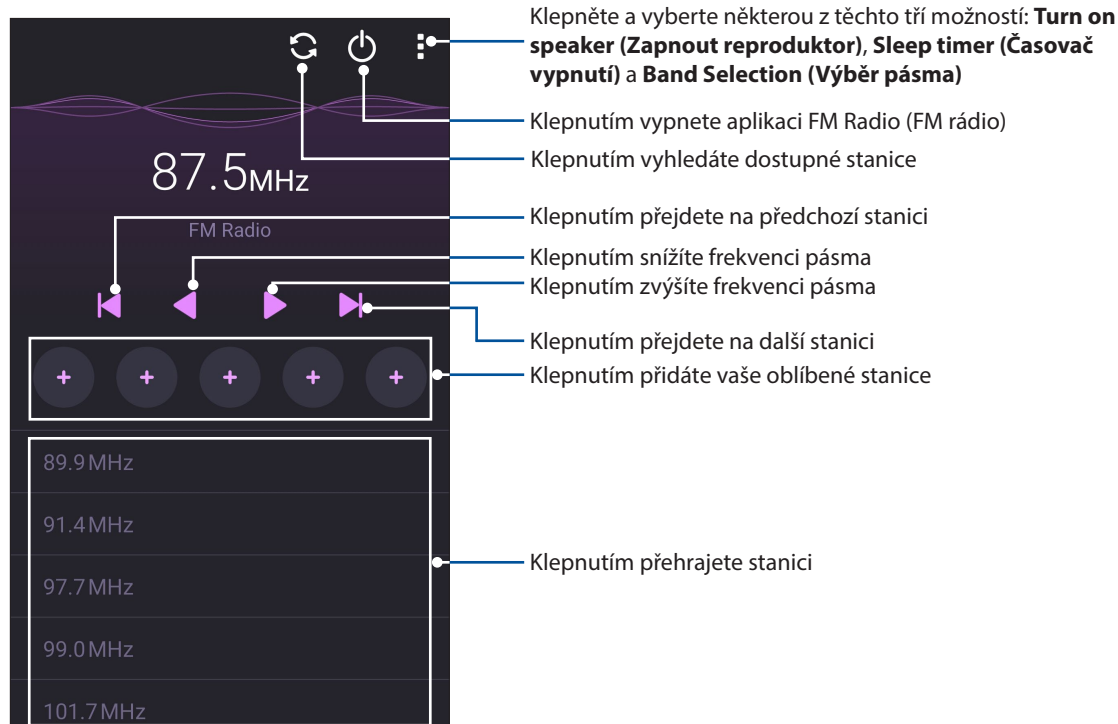 Klepněte a vyberte některou z těchto tří možností: Turn on
speaker (Zapnout reproduktor), Sleep timer (Časovač
vypnutí) a Band Selection (Výběr pásma)
Klepnutím vypnete aplikaci FM Radio (FM rádio)
Klepnutím vyhledáte dostupné stanice
87.5MHz
FM Radio
Klepnutím přejdete na předchozí stanici
Klepnutím snížíte frekvenci pásma
Klepnutím zvýšíte frekvenci pásma
Klepnutím přejdete na další stanici
Klepnutím přidáte vaše oblíbené stanice
+ + + + +
89.9MHz
91.4MHz
97.7MHz
99.0MHz
101.7MHz
Klepnutím přehrajete stanici